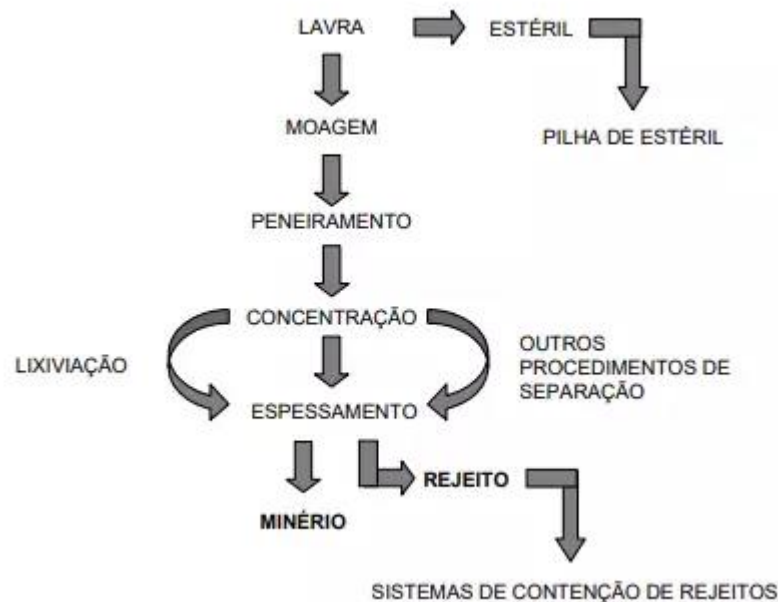 LAVRA
ESTÉRIL
MOAGEM
PILHA DE ESTÉRIL
PENEIRAMENTO
CONCENTRAÇÃO
LIXIVIAÇÃO
OUTROS
PROCEDIMENTOS DE
SEPARAÇÃO
ESPESSAMENTO
REJEITO
MINÉRIO
SISTEMAS DE CONTENÇÃO DE REJEITOS